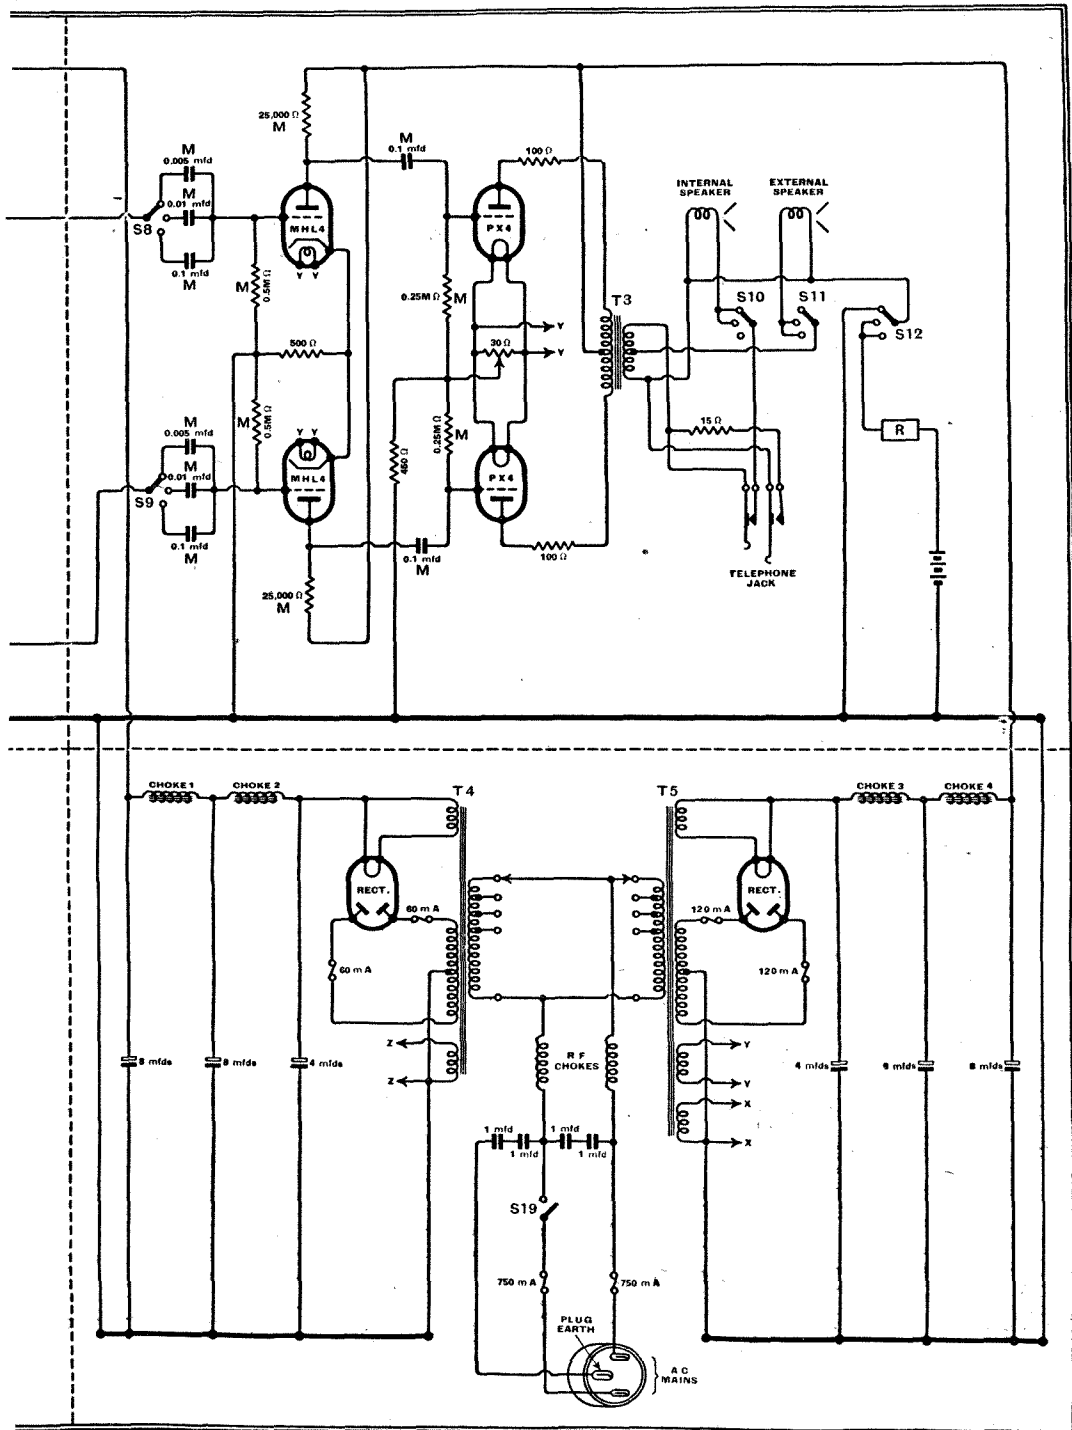 25,000 Ω
M
M
0.1 mfd
100 Ω
M
0.005 mfd
M
0.01 mfd
S8
0.1 mfd
M
MHL4
Y Y
PX4
INTERNAL
SPEAKER
EXTERNAL
SPEAKER
M
0.5M Ω
0.25M Ω
M
T3
S10
S11
S12
Y
500 Ω
30 Ω
Y
M
0.5M Ω
0.25M Ω
M
450 Ω
15 Ω
R
M
0.005 mfd
M
0.01 mfd
S9
0.1 mfd
M
Y Y
MHL4
PX4
0.1 mfd
M
100 Ω
25,000 Ω
M
TELEPHONE
JACK
CHOKE 1
CHOKE 2
T4
T5
CHOKE 3
CHOKE 4
RECT.
60 mA
60 mA
120 mA
RECT.
120 mA
Z
Z
R F
CHOKES
Y
Y
X
X
8 mfds
8 mfds
4 mfds
4 mfds
8 mfds
1 mfd
1 mfd
1 mfd
1 mfd
S19
750 mA
750 mA
PLUG
EARTH
A C
MAINS